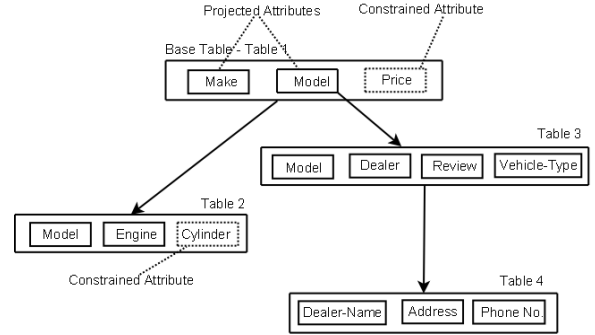 Projected Attributes
Constrained Attribute
Base Table - Table 1
Make
Model
Price
Table 3
Model
Dealer
Review
Vehicle-Type
Table 2
Model
Engine
Cylinder
Constrained Attribute
Table 4
Dealer-Name
Address
Phone No.